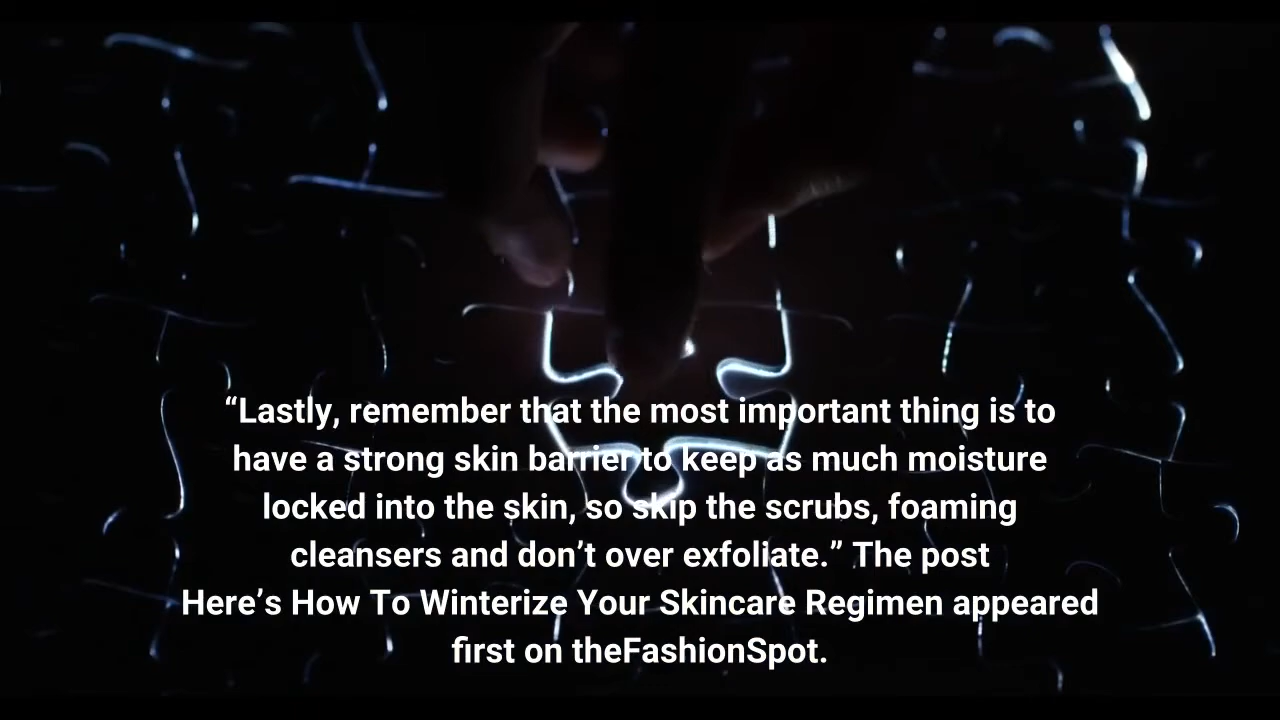 “Lastly, remember that the most important thing is to
have a strong skin barrier to keep as much moisture
locked into the skin, so skip the scrubs, foaming
cleansers and don’t over exfoliate.” The post
Here’s How To Winterize Your Skincare Regimen appeared
first on theFashionSpot.